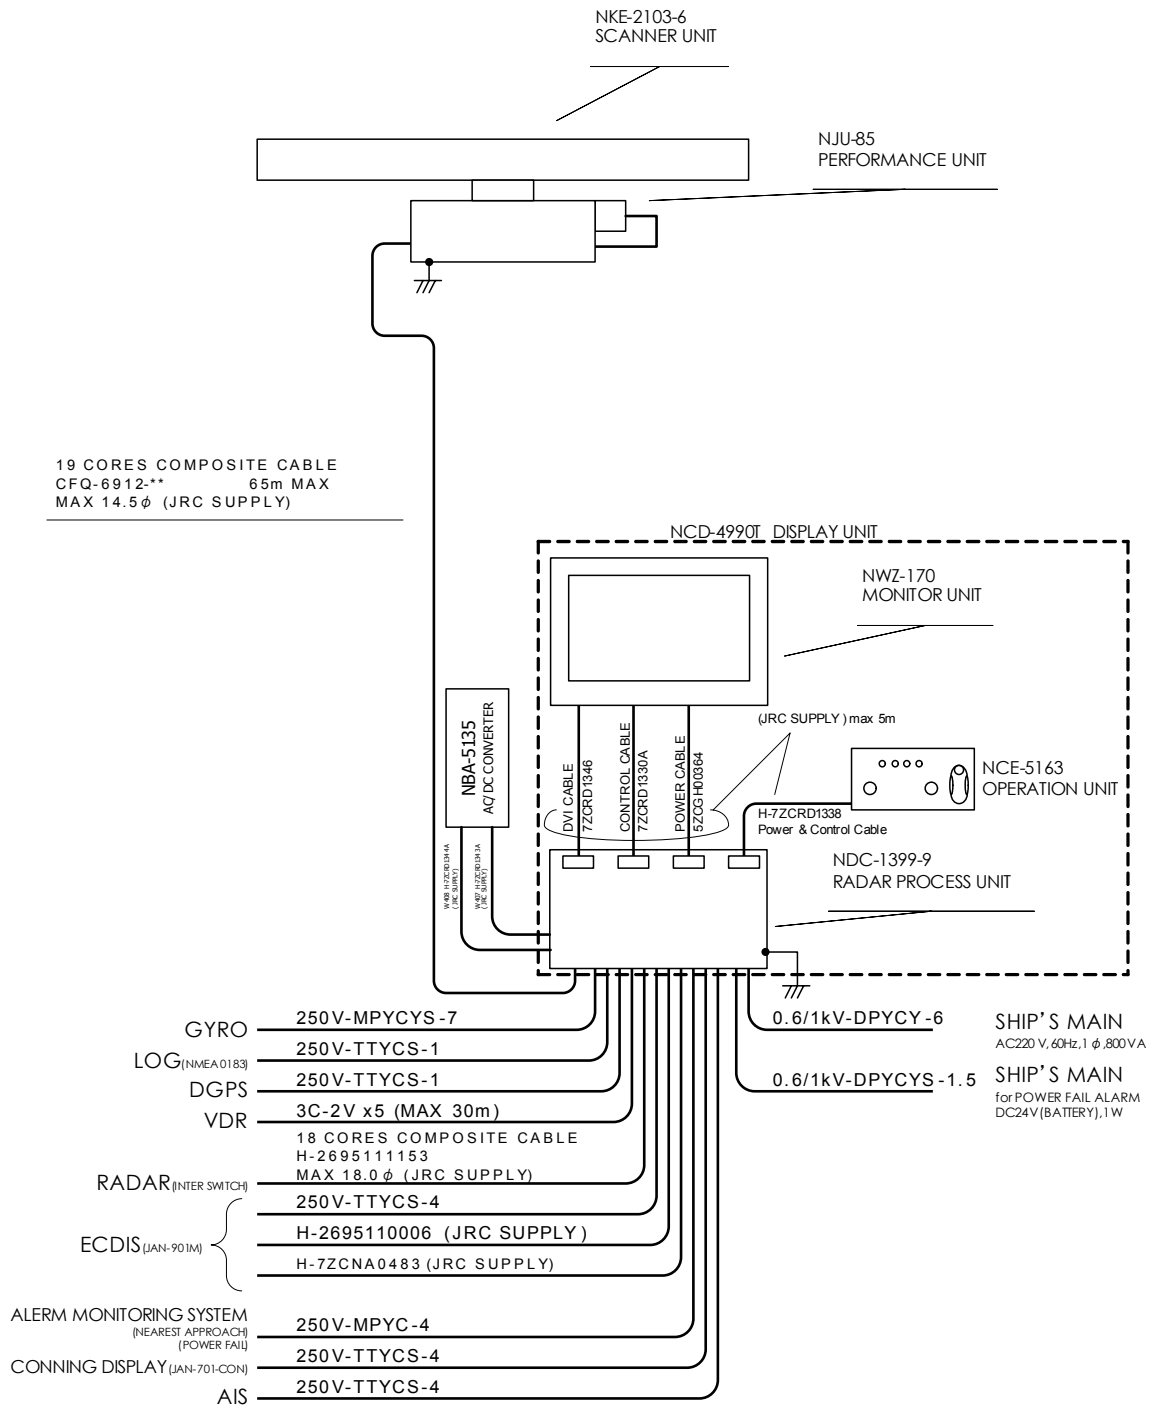 NKE-2103-6
SCANNER UNIT
NJU-85
PERFORMANCE UNIT
19 CORES COMPOSITE CABLE
CFQ-6912-** 65m MAX
MAX 14.5φ (JRC SUPPLY)
NCD-4990T DISPLAY UNIT
NWZ-170
MONITOR UNIT
(JRC SUPPLY) max 5m
NBA-5135
AC/DC CONVERTER
DVI CABLE
7ZCRD1346
CONTROL CABLE
7ZCRD1330A
POWER CABLE
5ZCGH00364
NCE-5163
OPERATION UNIT
H-7ZCRD1338
Power & Control Cable
W408 H-7ZCRD1344A
(JRC SUPPLY)
W407 H-7ZCRD1343A
(JRC SUPPLY)
NDC-1399-9
RADAR PROCESS UNIT
GYRO 250V-MPYCYS-7
LOG(NMEA0183) 250V-TTYCS-1
DGPS 250V-TTYCS-1
VDR 3C-2V x5 (MAX 30m)
18 CORES COMPOSITE CABLE
H-2695111153
RADAR(INTER SWITCH) MAX 18.0φ (JRC SUPPLY)
250V-TTYCS-4
ECDIS(JAN-901M) H-2695110006 (JRC SUPPLY)
H-7ZCNA0483 (JRC SUPPLY)
ALERM MONITORING SYSTEM
(NEAREST APPROACH)
(POWER FAIL)
250V-MPYC-4
CONNING DISPLAY(JAN-701-CON) 250V-TTYCS-4
AIS 250V-TTYCS-4
0.6/1kV-DPYCY-6 SHIP'S MAIN
AC220V,60Hz,1φ,800VA
0.6/1kV-DPYCYS-1.5 SHIP'S MAIN
for POWER FAIL ALARM
DC24V(BATTERY),1W